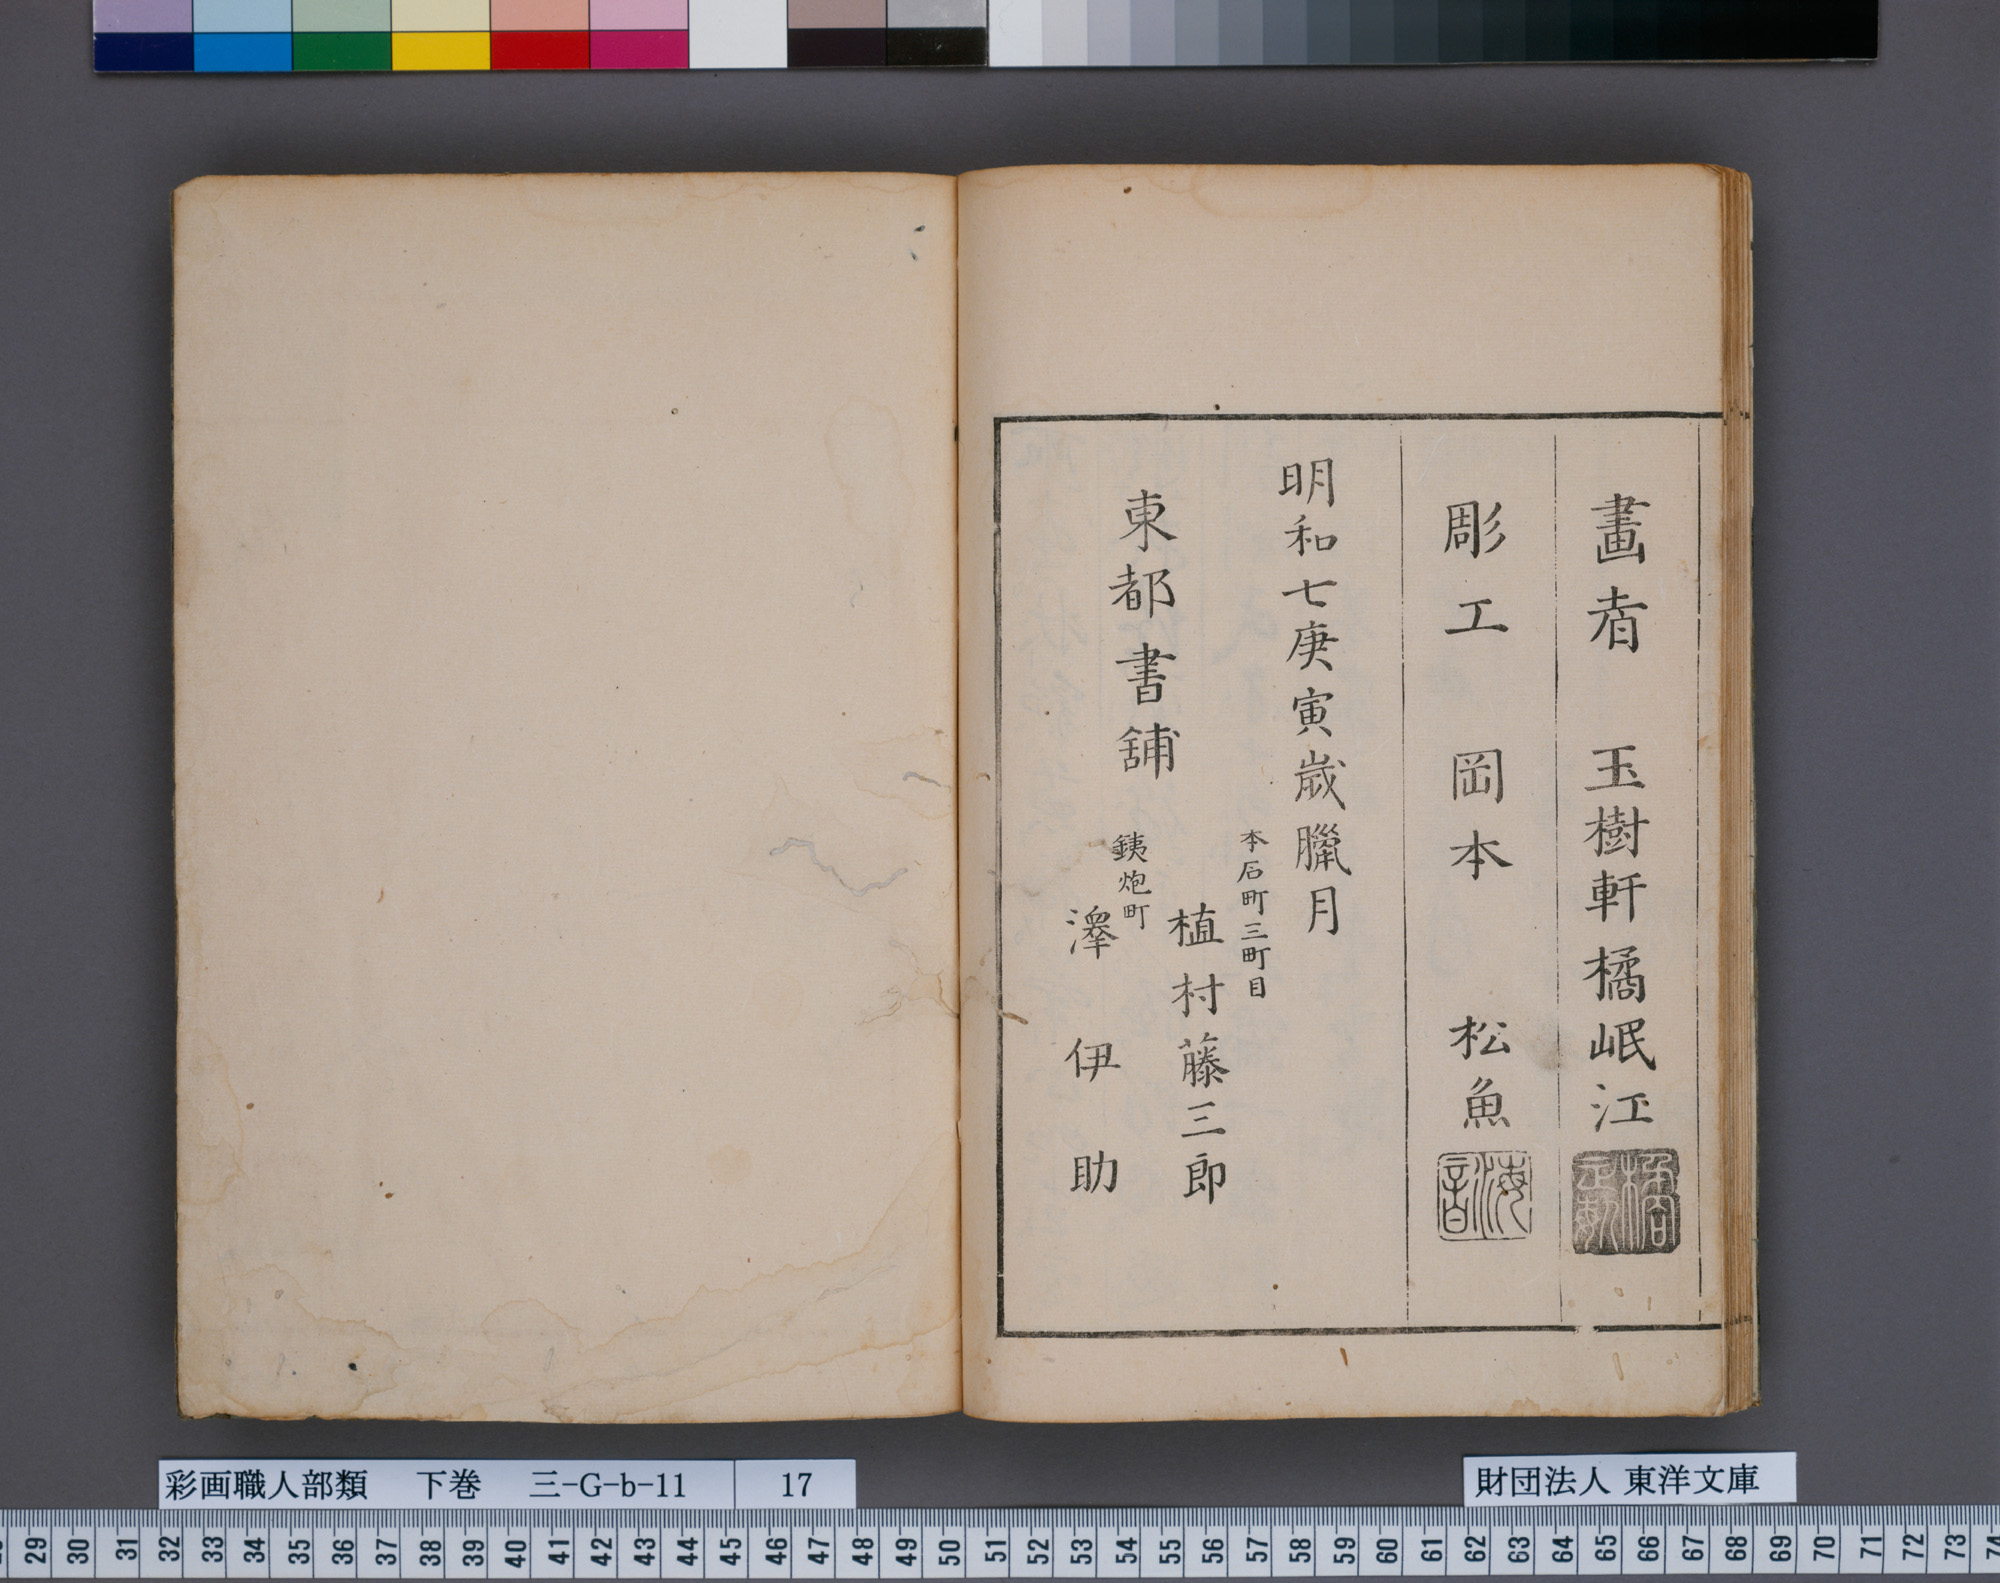 畫者 玉樹軒橘岷江
彫工 岡本 松魚
海音
明和七庚寅歳臘月
東都書舗
本石町三町目
植村藤三郎
銕炮町
澤伊助
彩画職人部類 下巻 三-G-b-11 17
財団法人 東洋文庫
29 30 31 32 33 34 35 36 37 38 39 40 41 42 43 44 45 46 47 48 49 50 51 52 53 54 55 56 57 58 59 60 61 62 63 64 65 66 67 68 69 70 71 72 73 74